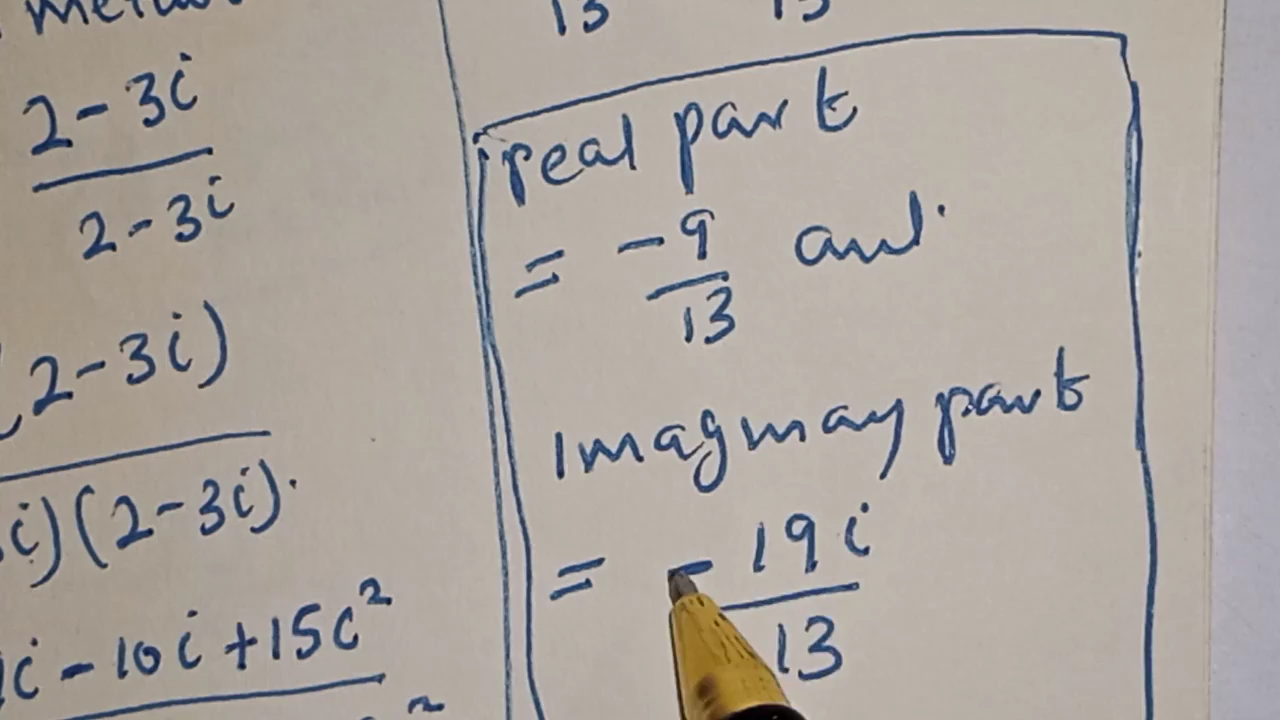 2-3i
2-3i
(2-3i)
i)(2-3i).
i-10i+15i²
13 13
real part
= -9 and
13
Imaginary part
= - 19i
13